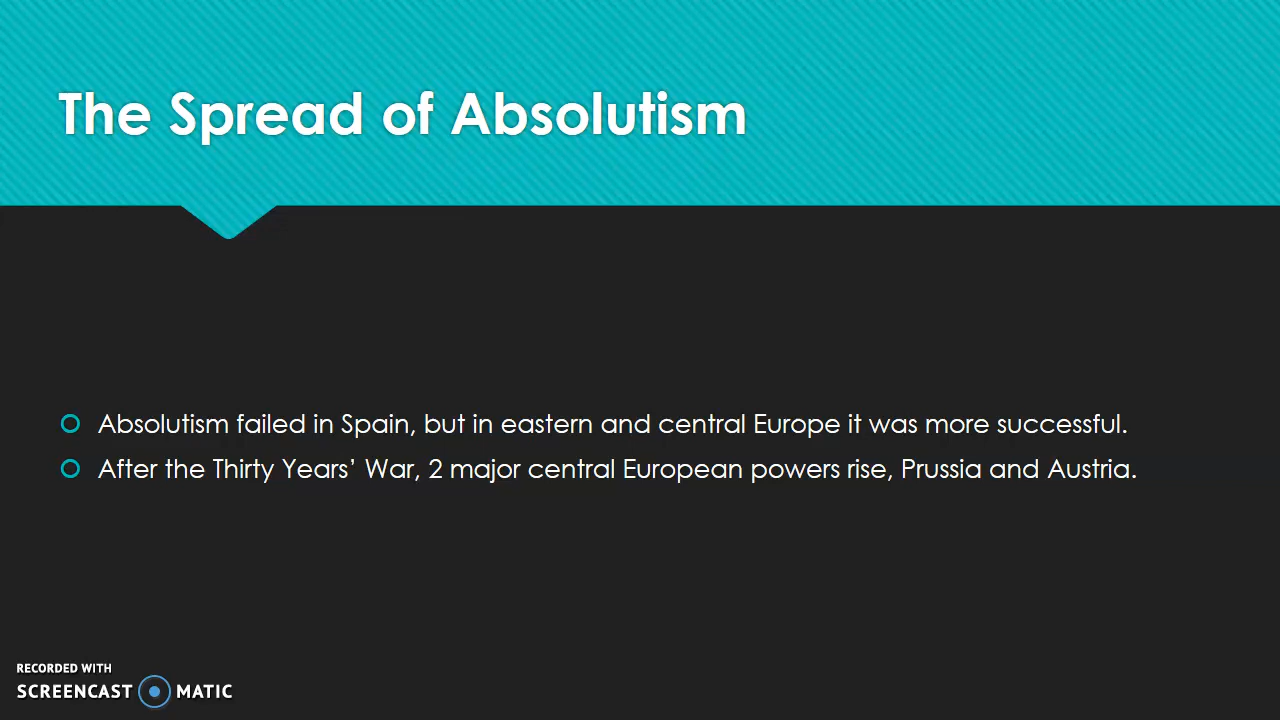 The Spread of Absolutism
Absolutism failed in Spain, but in eastern and central Europe it was more successful.
After the Thirty Years’ War, 2 major central European powers rise, Prussia and Austria.
RECORDED WITH
SCREENCAST MATIC